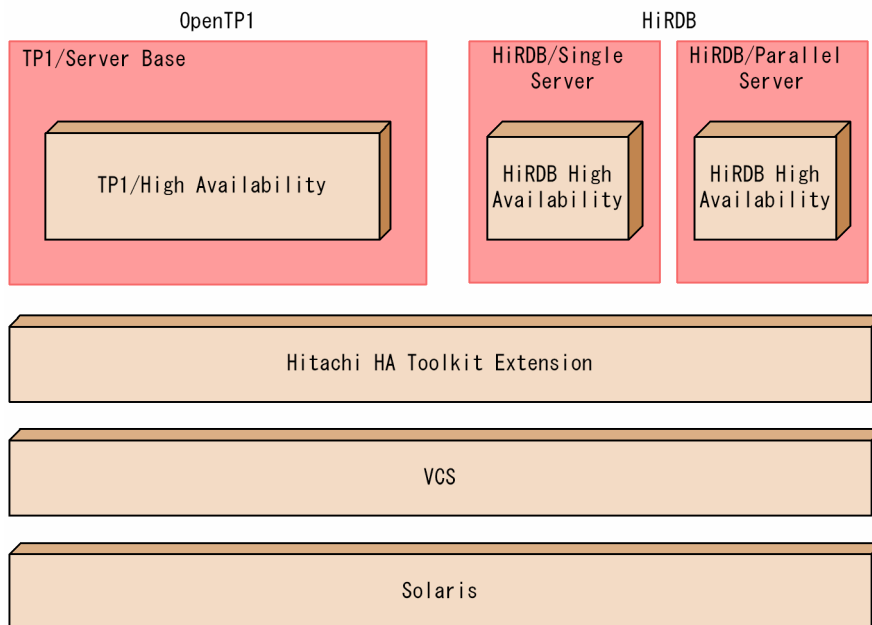 OpenTP1
HiRDB
TP1/Server Base
HiRDB/Single
Server
HiRDB/Parallel
Server
TP1/High Availability
HiRDB High
Availability
HiRDB High
Availability
Hitachi HA Toolkit Extension
VCS
Solaris